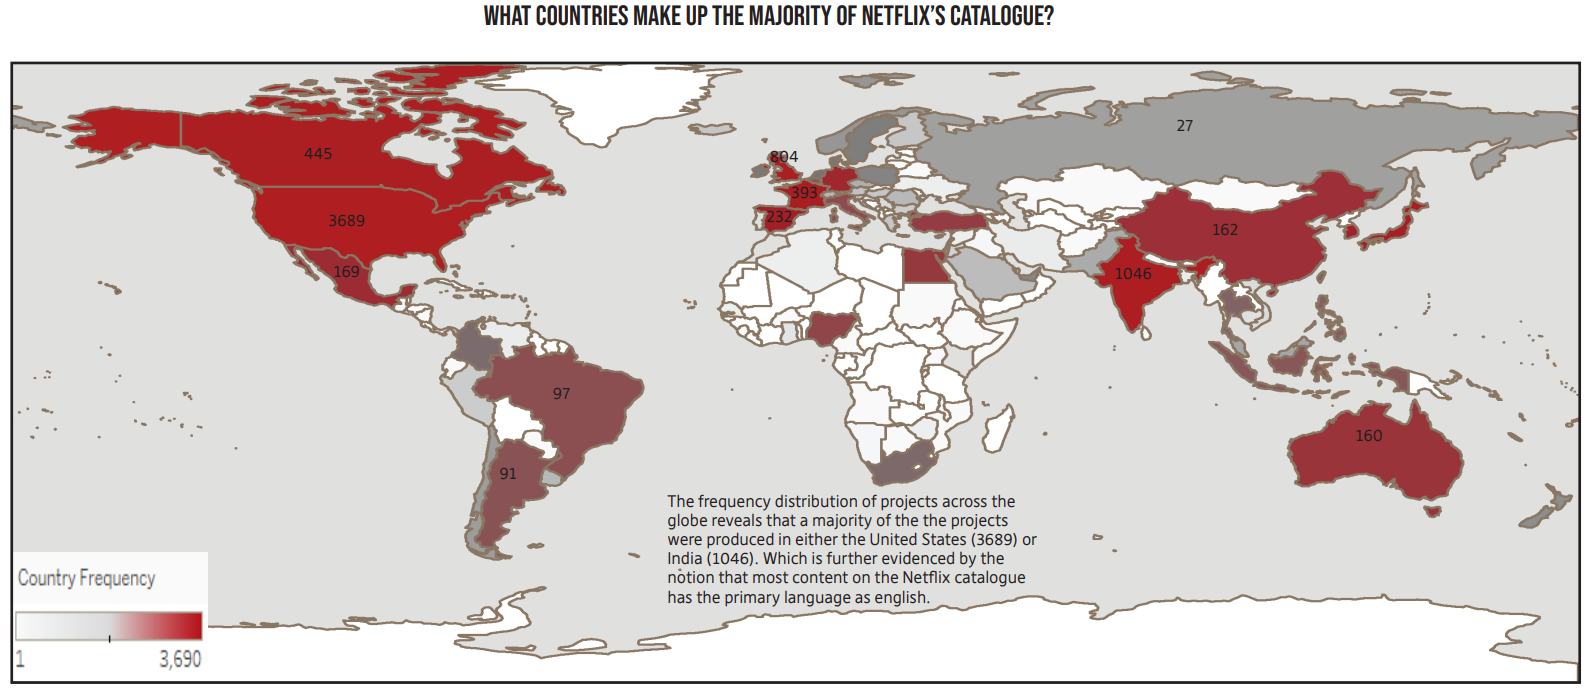 WHAT COUNTRIES MAKE UP THE MAJORITY OF NETFLIX'S CATALOGUE?
27
445
804
393
3689
232
162
169
1046
97
160
91
The frequency distribution of projects across the
globe reveals that a majority of the the projects
were produced in either the United States (3689) or
India (1046). Which is further evidenced by the
notion that most content on the Netflix catalogue
has the primary language as english.
Country Frequency
1
3,690